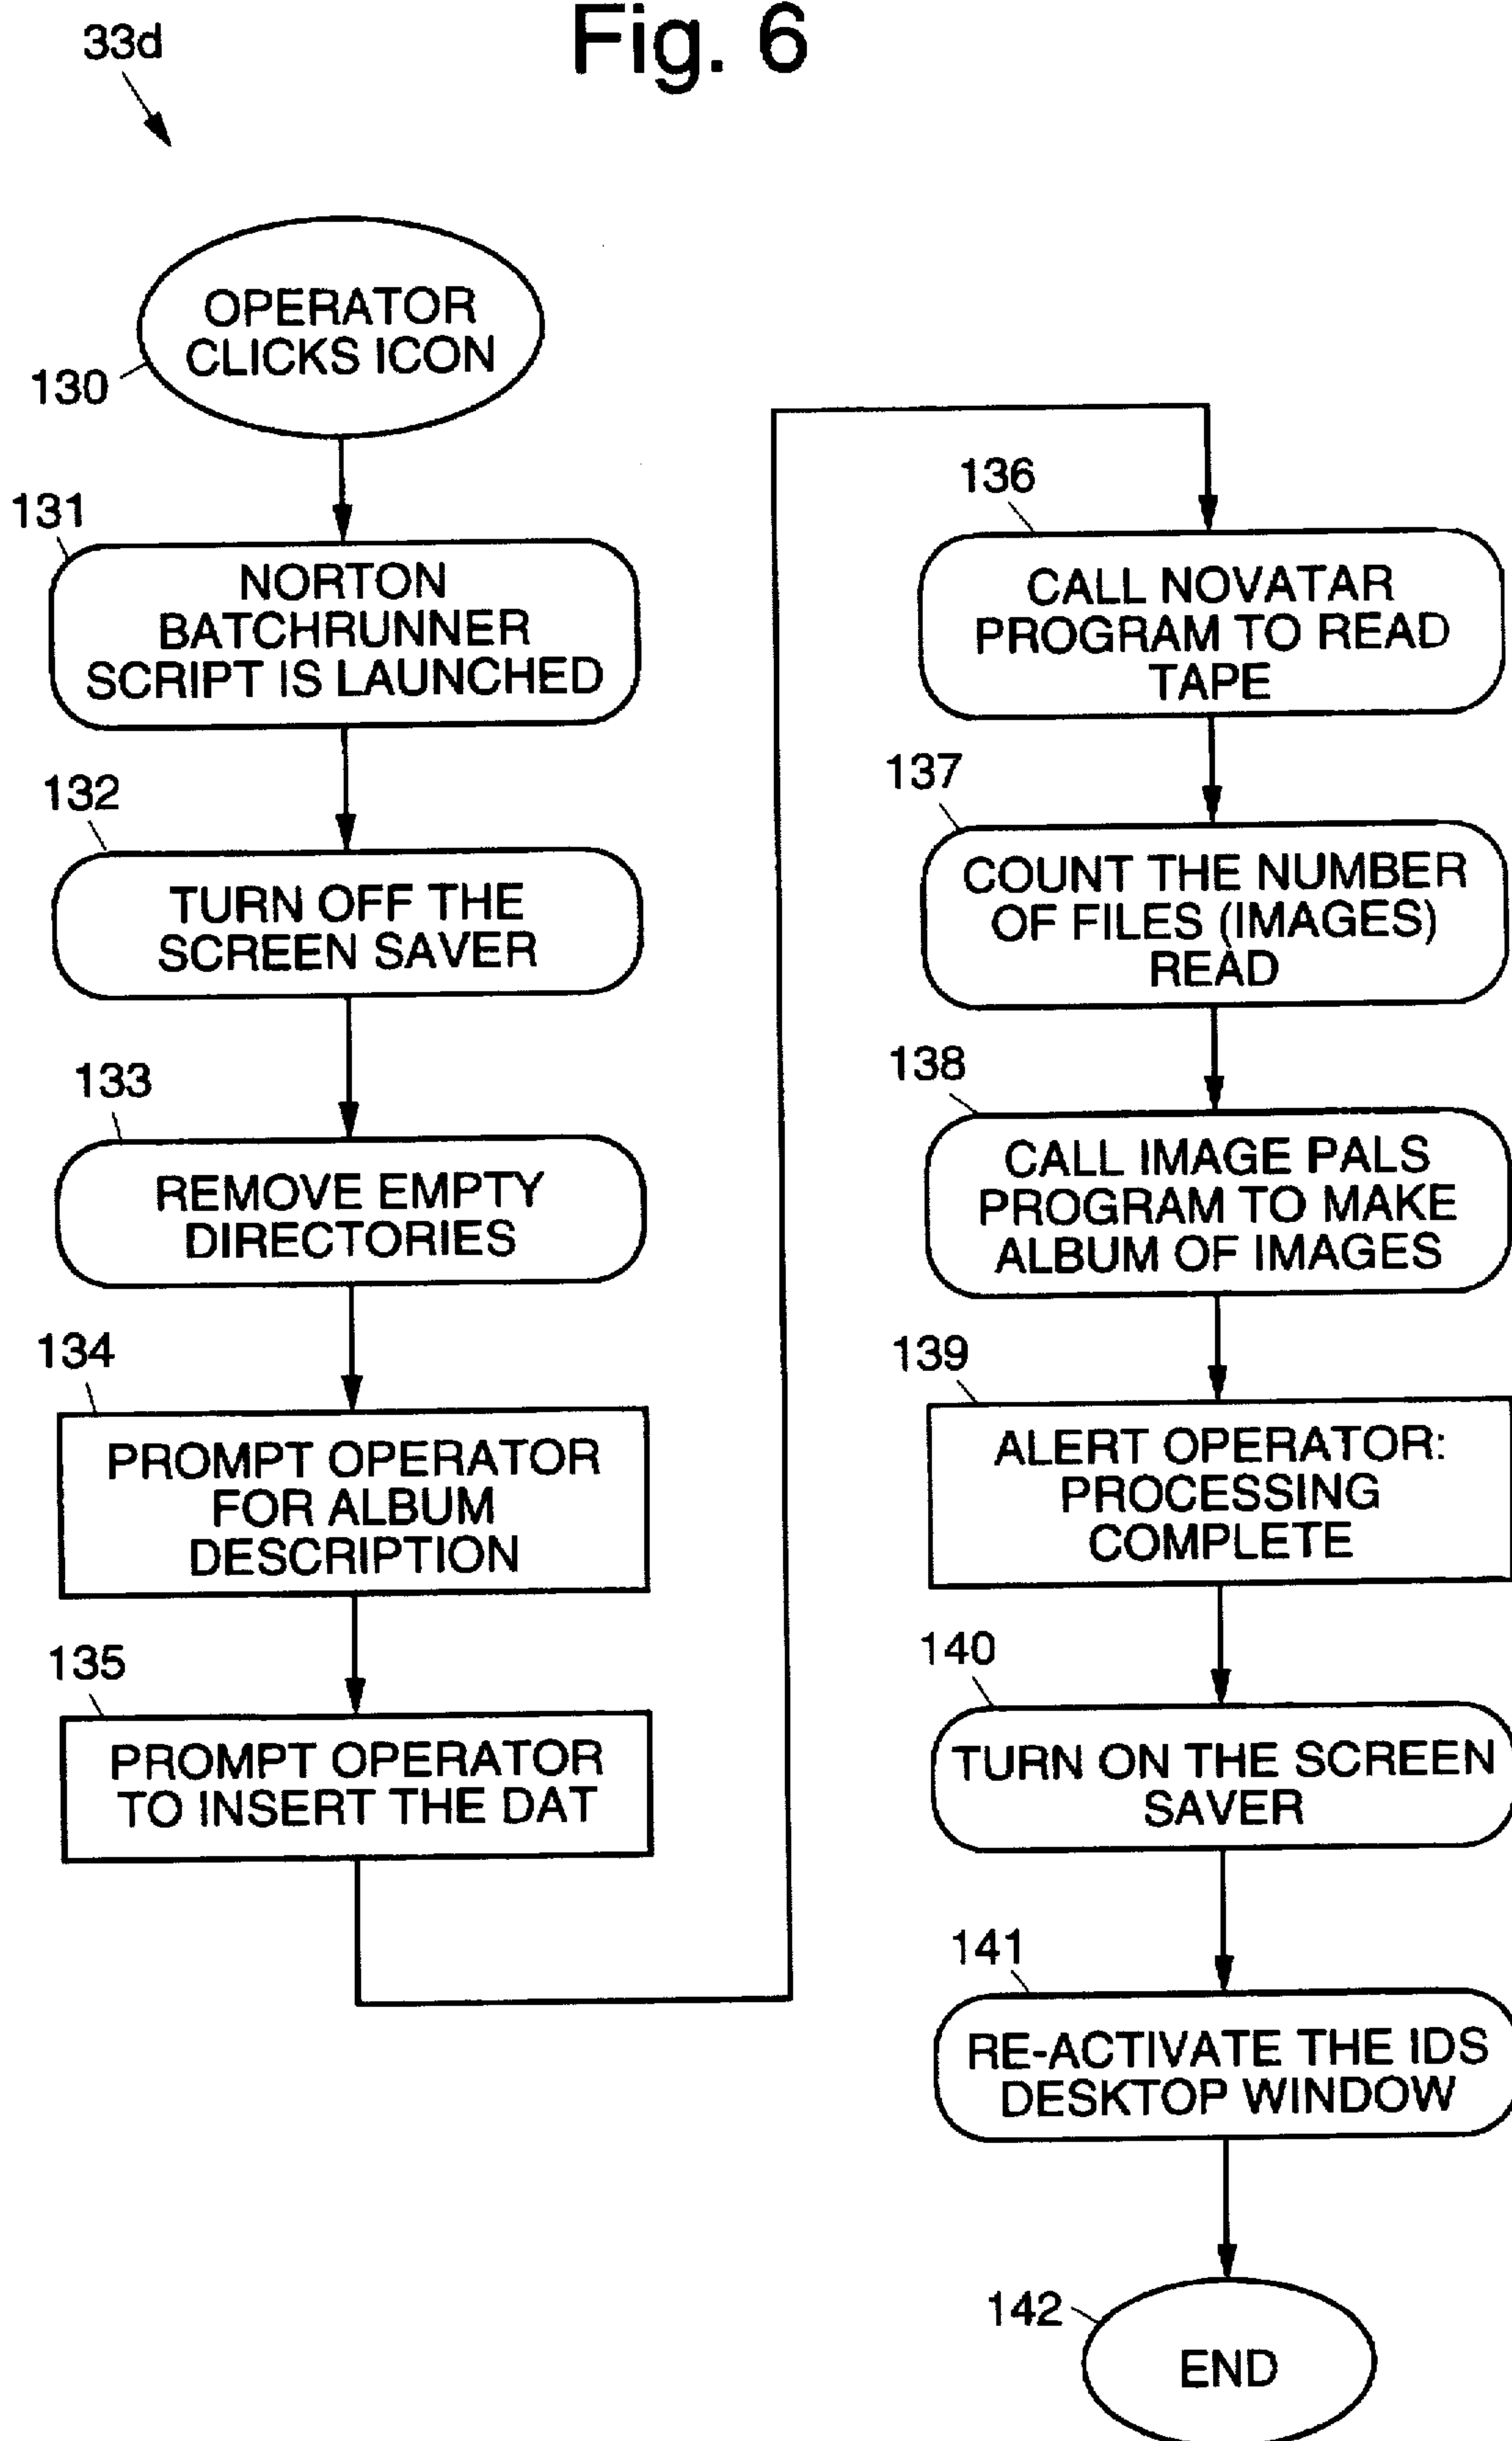 33d
Fig. 6
OPERATOR
CLICKS ICON
130
131
NORTON
BATCHRUNNER
SCRIPT IS LAUNCHED
132
TURN OFF THE
SCREEN SAVER
133
REMOVE EMPTY
DIRECTORIES
134
PROMPT OPERATOR
FOR ALBUM
DESCRIPTION
135
PROMPT OPERATOR
TO INSERT THE DAT
136
CALL NOVATAR
PROGRAM TO READ
TAPE
137
COUNT THE NUMBER
OF FILES (IMAGES)
READ
138
CALL IMAGE PALS
PROGRAM TO MAKE
ALBUM OF IMAGES
139
ALERT OPERATOR:
PROCESSING
COMPLETE
140
TURN ON THE SCREEN
SAVER
141
RE-ACTIVATE THE IDS
DESKTOP WINDOW
142
END